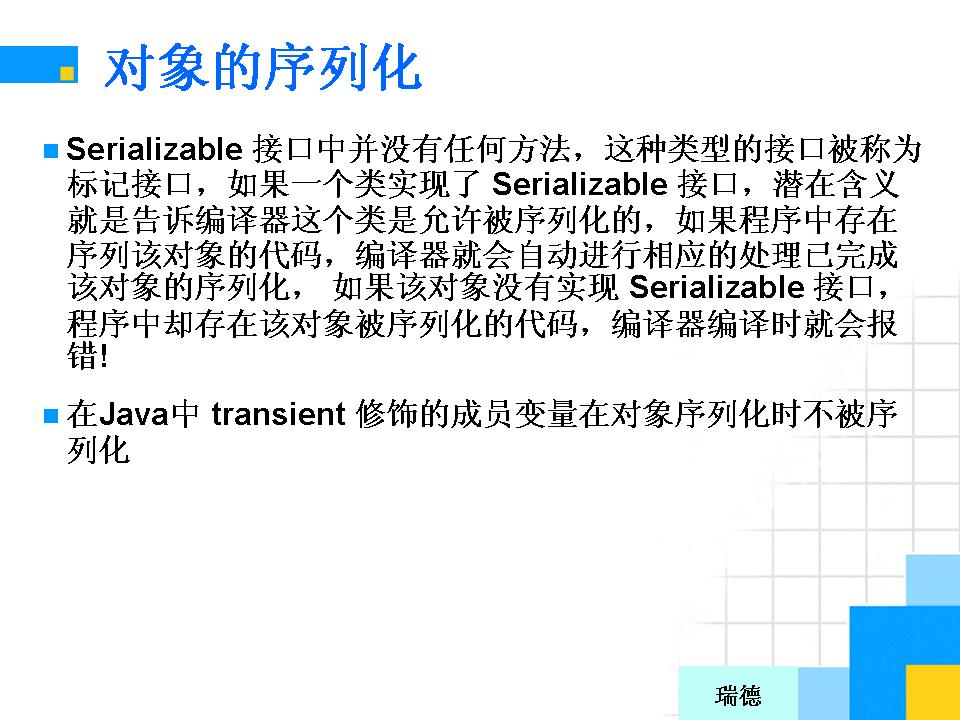 对象的序列化
Serializable 接口中并没有任何方法，这种类型的接口被称为
标记接口，如果一个类实现了 Serializable 接口，潜在含义
就是告诉编译器这个类是允许被序列化的，如果程序中存在
序列该对象的代码，编译器就会自动进行相应的处理已完成
该对象的序列化， 如果该对象没有实现 Serializable 接口，
程序中却存在该对象被序列化的代码，编译器编译时就会报
错!
在Java中 transient 修饰的成员变量在对象序列化时不被序
列化
瑞德